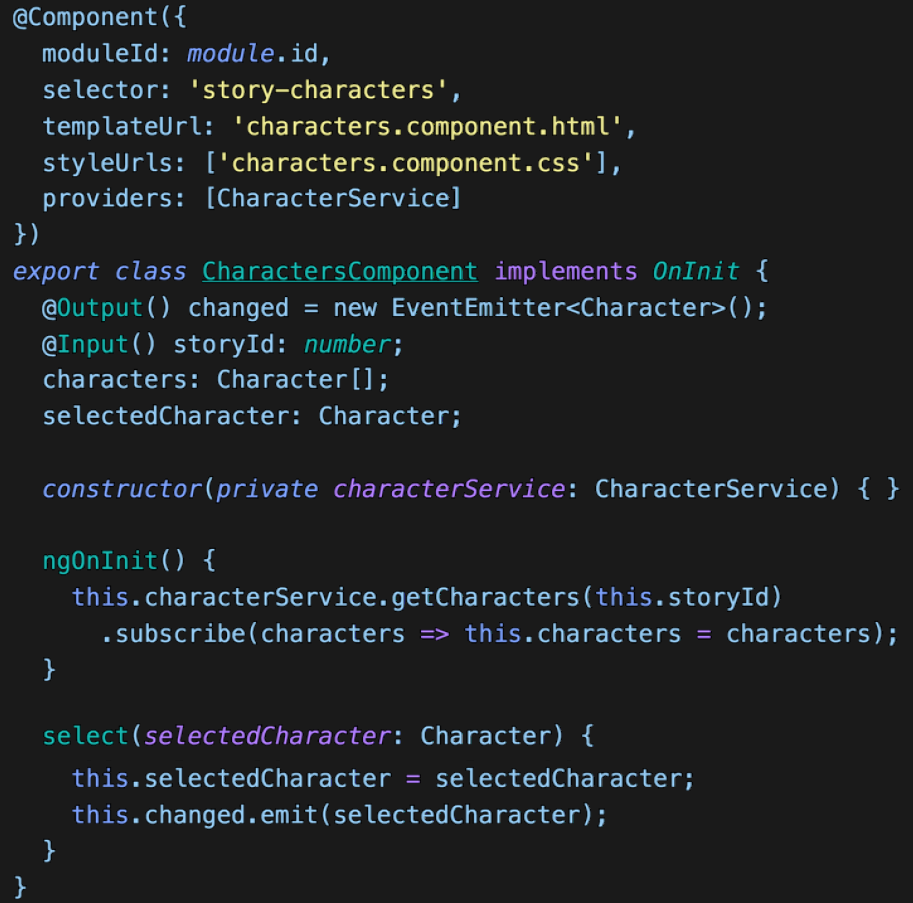 @Component({
  moduleId: module.id,
  selector: 'story-characters',
  templateUrl: 'characters.component.html',
  styleUrls: ['characters.component.css'],
  providers: [CharacterService]
})
export class CharactersComponent implements OnInit {
  @Output() changed = new EventEmitter<Character>();
  @Input() storyId: number;
  characters: Character[];
  selectedCharacter: Character;

  constructor(private characterService: CharacterService) { }

  ngOnInit() {
    this.characterService.getCharacters(this.storyId)
      .subscribe(characters => this.characters = characters);
  }

  select(selectedCharacter: Character) {
    this.selectedCharacter = selectedCharacter;
    this.changed.emit(selectedCharacter);
  }
}